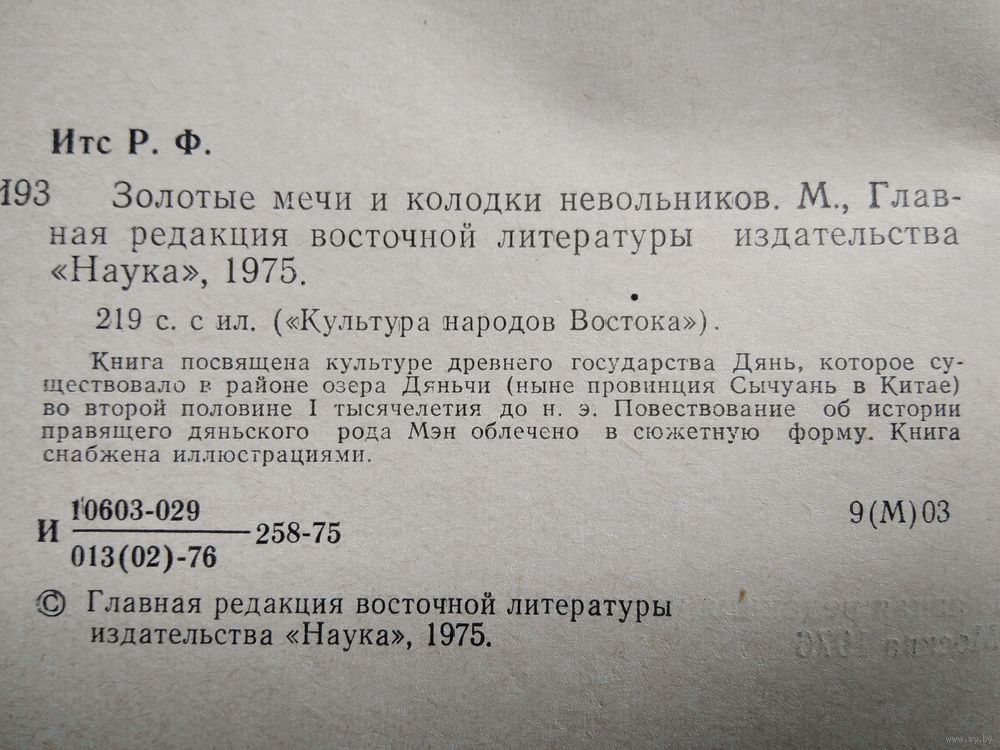 Итс Р. Ф.
И93 Золотые мечи и колодки невольников. М., Глав-
ная редакция восточной литературы издательства
«Наука», 1975.
219 с. с ил. («Культура народов Востока»).
Книга посвящена культуре древнего государства Дянь, которое су-
ществовало в районе озера Дяньчи (ныне провинция Сычуань в Китае)
во второй половине I тысячелетия до н. э. Повествование об истории
правящего дяньского рода Мэн облечено в сюжетную форму. Книга
снабжена иллюстрациями.
И 10603-029
013(02)-76 258-75
9(М)03
© Главная редакция восточной литературы
издательства «Наука», 1975.
www.ay.by